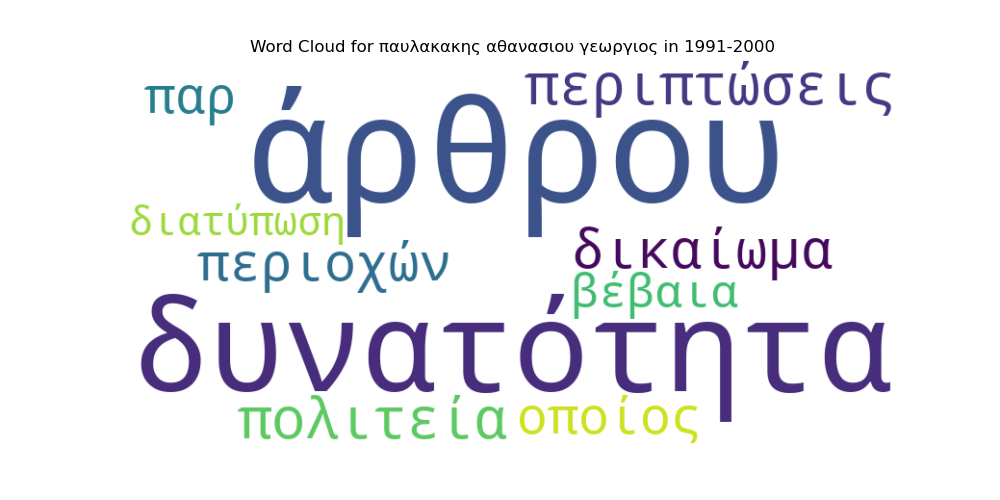 Word Cloud for παυλακακης αθανασιου γεωργιος in 1991-2000
παρ
περιπτώσεις
άρθρου
διατύπωση
περιοχών
δικαίωμα
βέβαια
δυνατότητα
πολιτεία
οποίος